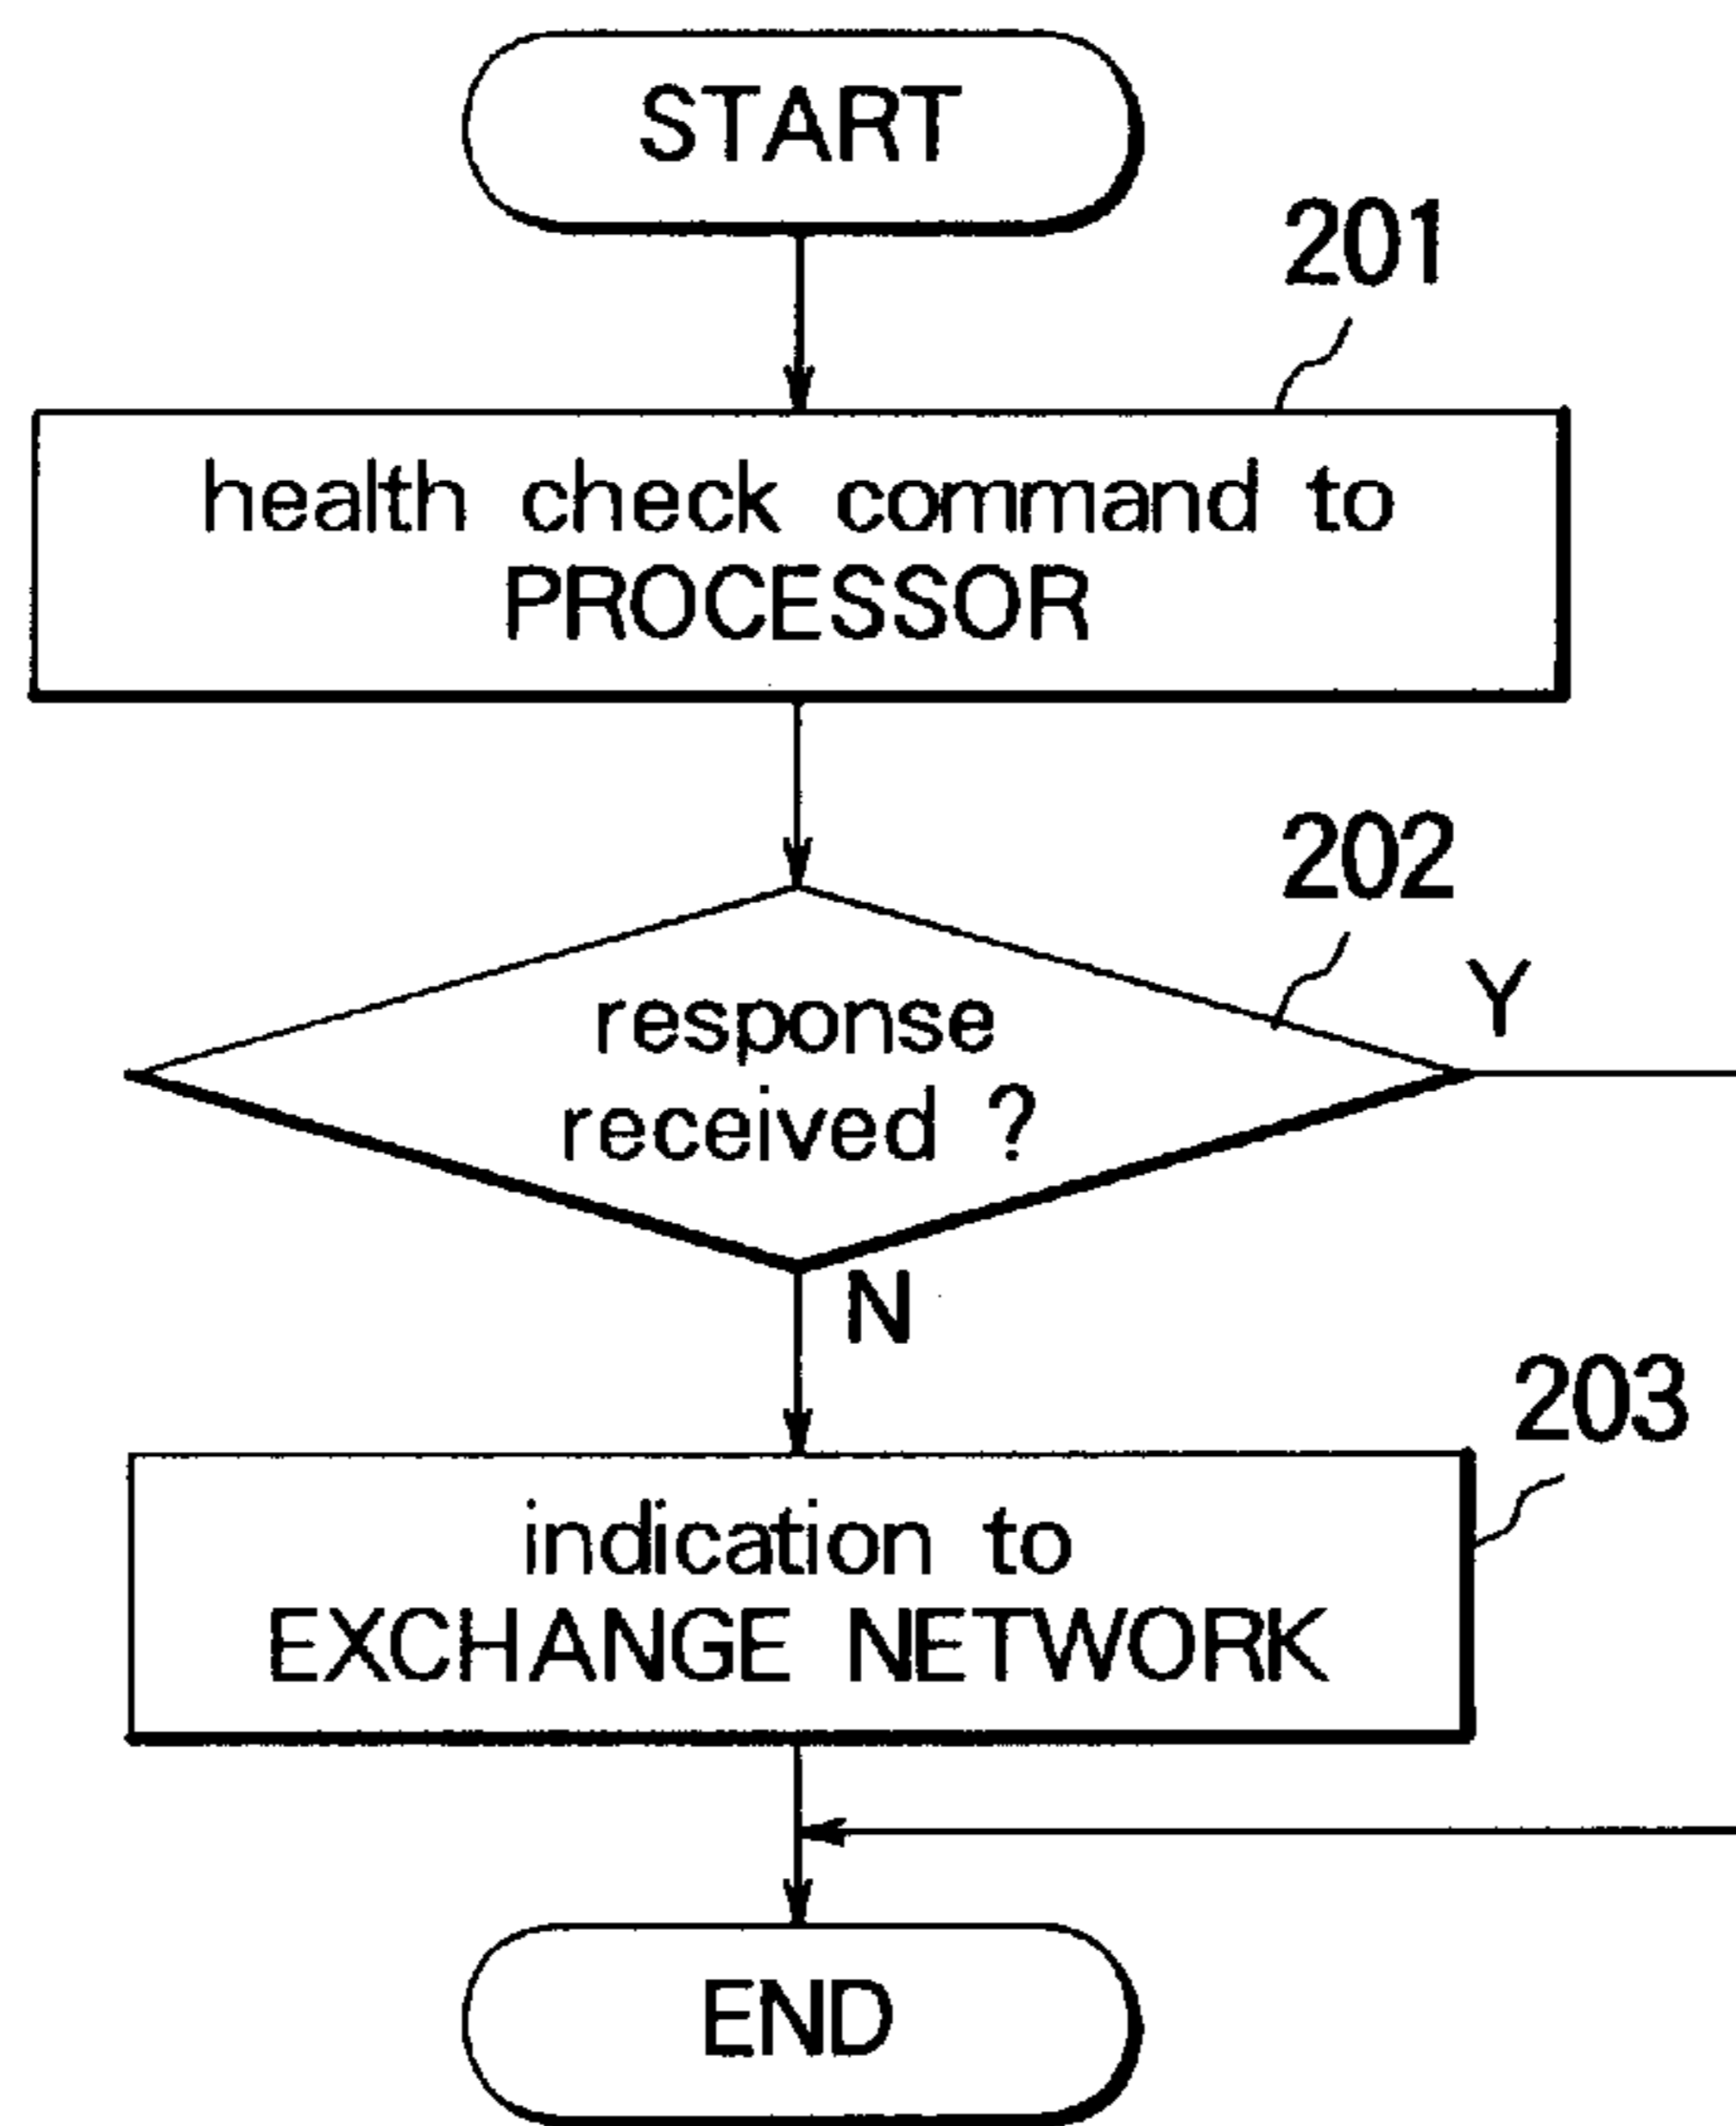 START
201
health check command to
PROCESSOR
202
Y
response
received ?
N
203
indication to
EXCHANGE NETWORK
END